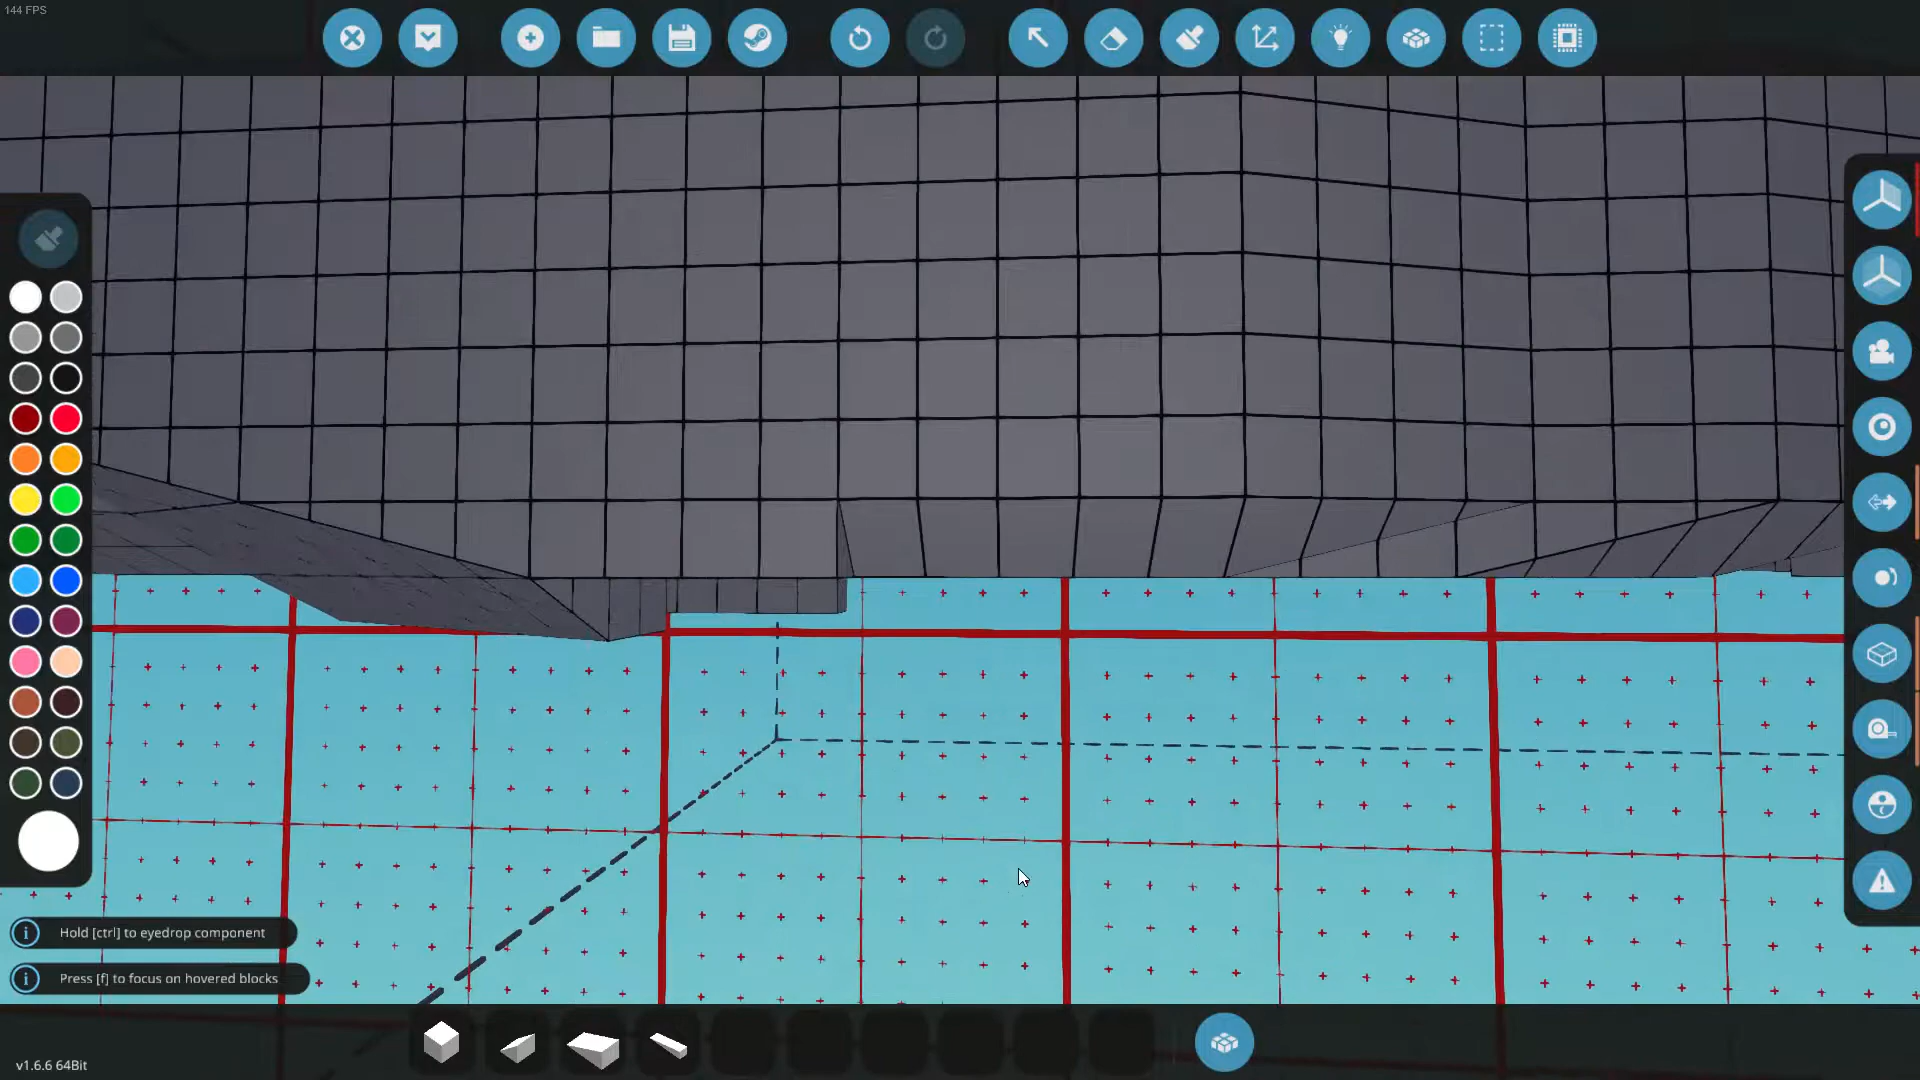 144 FPS
Hold [ctrl] to eyedrop component
Press [f] to focus on hovered blocks
v1.6.6 64Bit